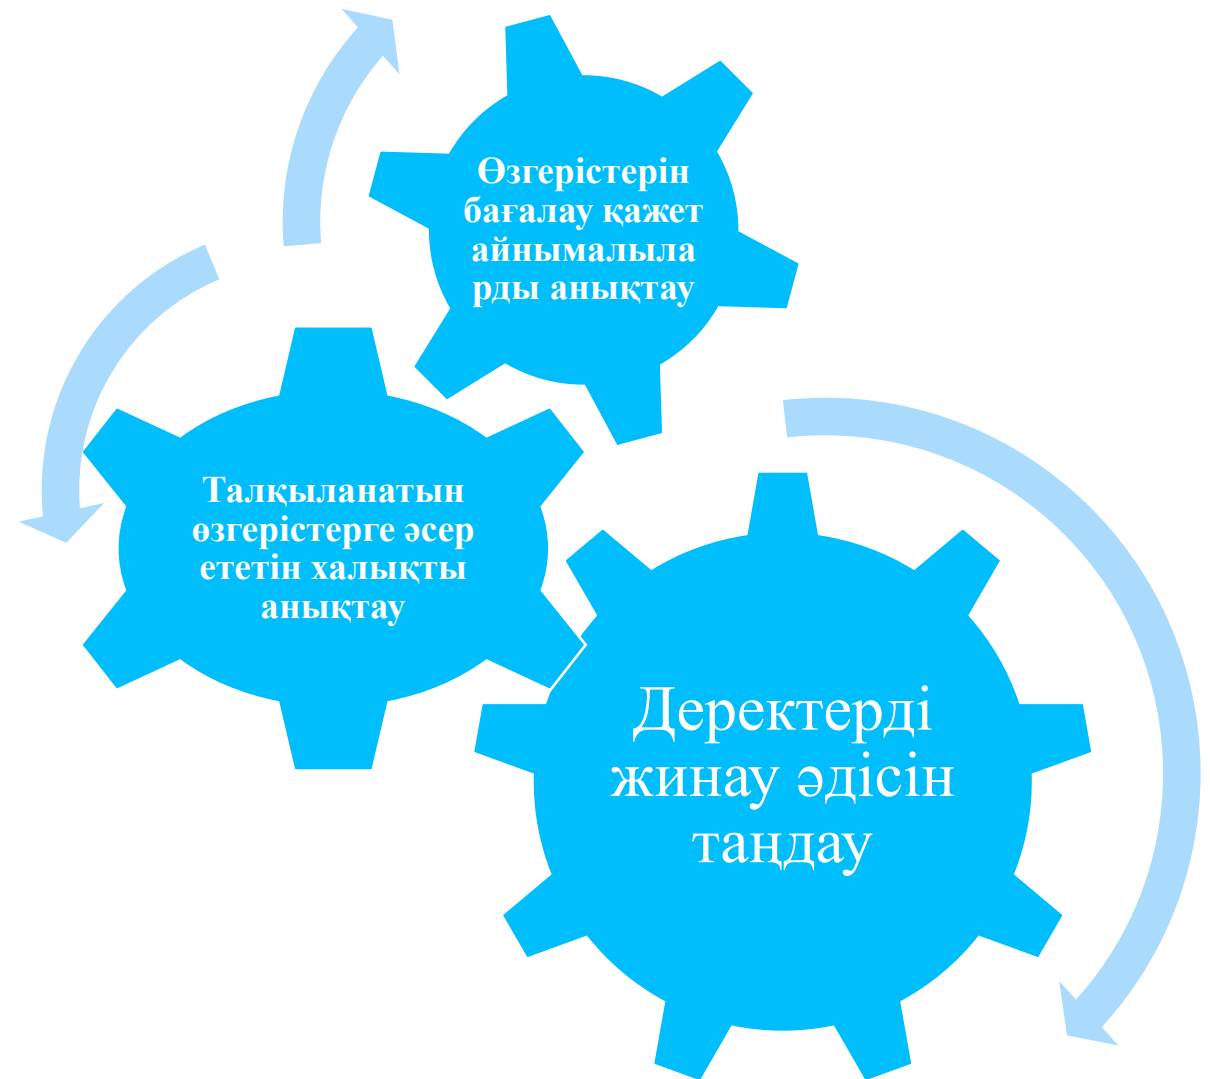 Өзгерістерін
бағалау қажет
айнымалыла
рды анықтау
Талқыланатын
өзгерістерге әсер
ететін халықты
анықтау
Деректерді
жинау әдісін
таңдау